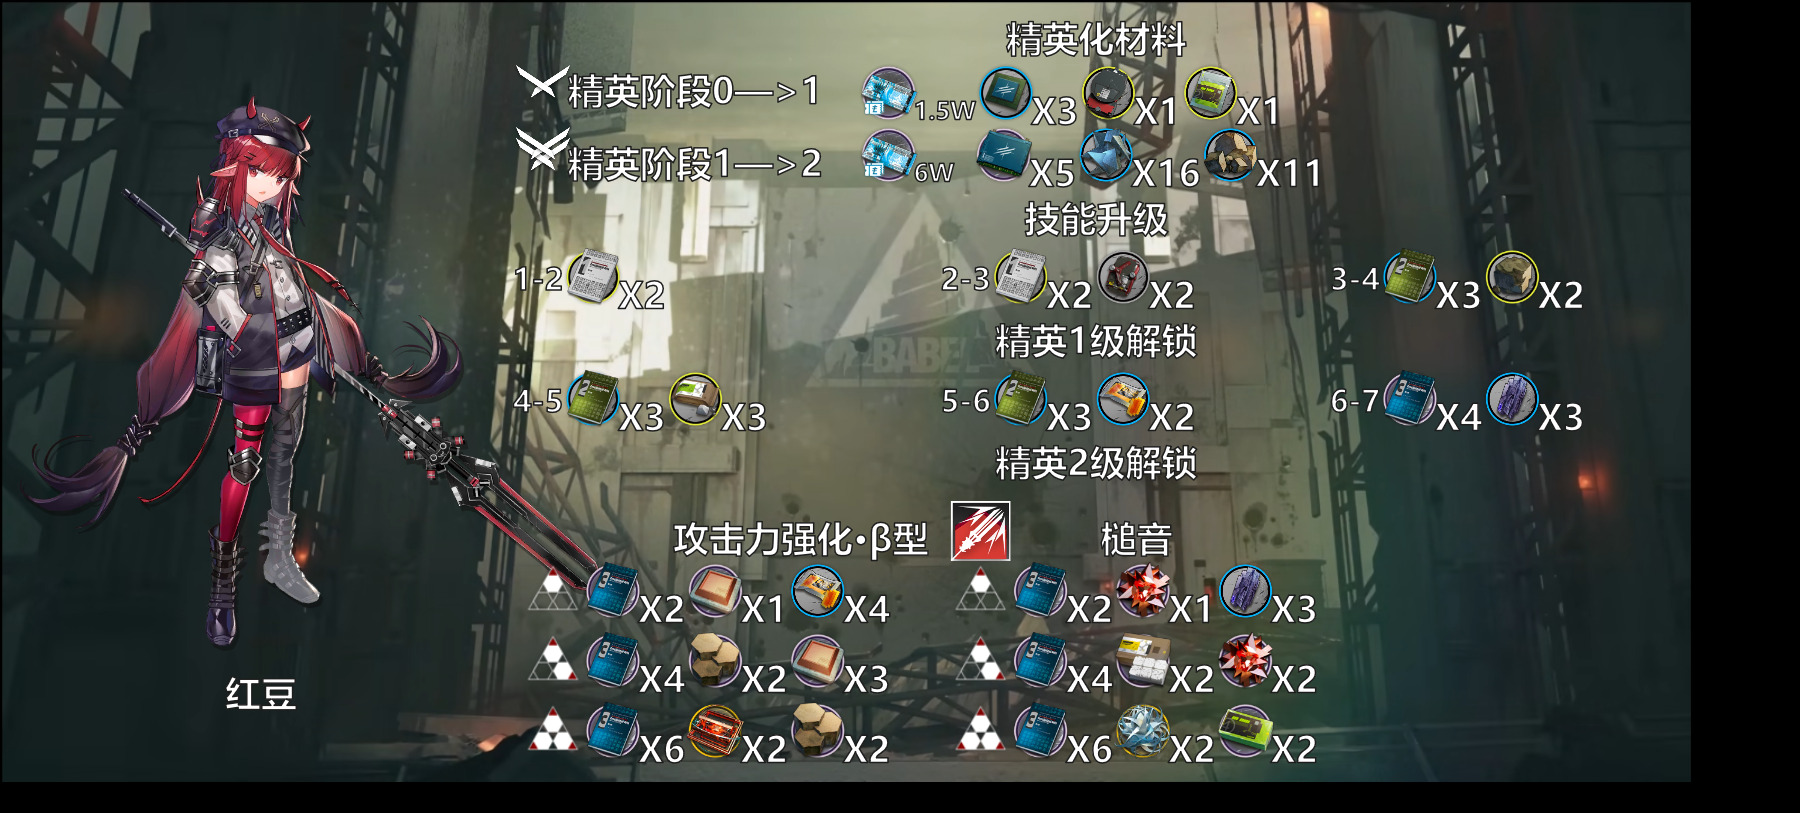 精英化材料
精英阶段0—>1 1.5W X3 X1 X1
精英阶段1—>2 6W X5 X16 X11
技能升级
1-2 X2 2-3 X2 X2 3-4 X3 X2
精英1级解锁
BABEL
4-5 X3 X3 5-6 X3 X2 6-7 X4 X3
精英2级解锁
攻击力强化·β型 槌音
X2 X1 X4 X2 X1 X3
X4 X2 X3 X4 X2 X2
红豆
X6 X2 X2 X6 X2 X2